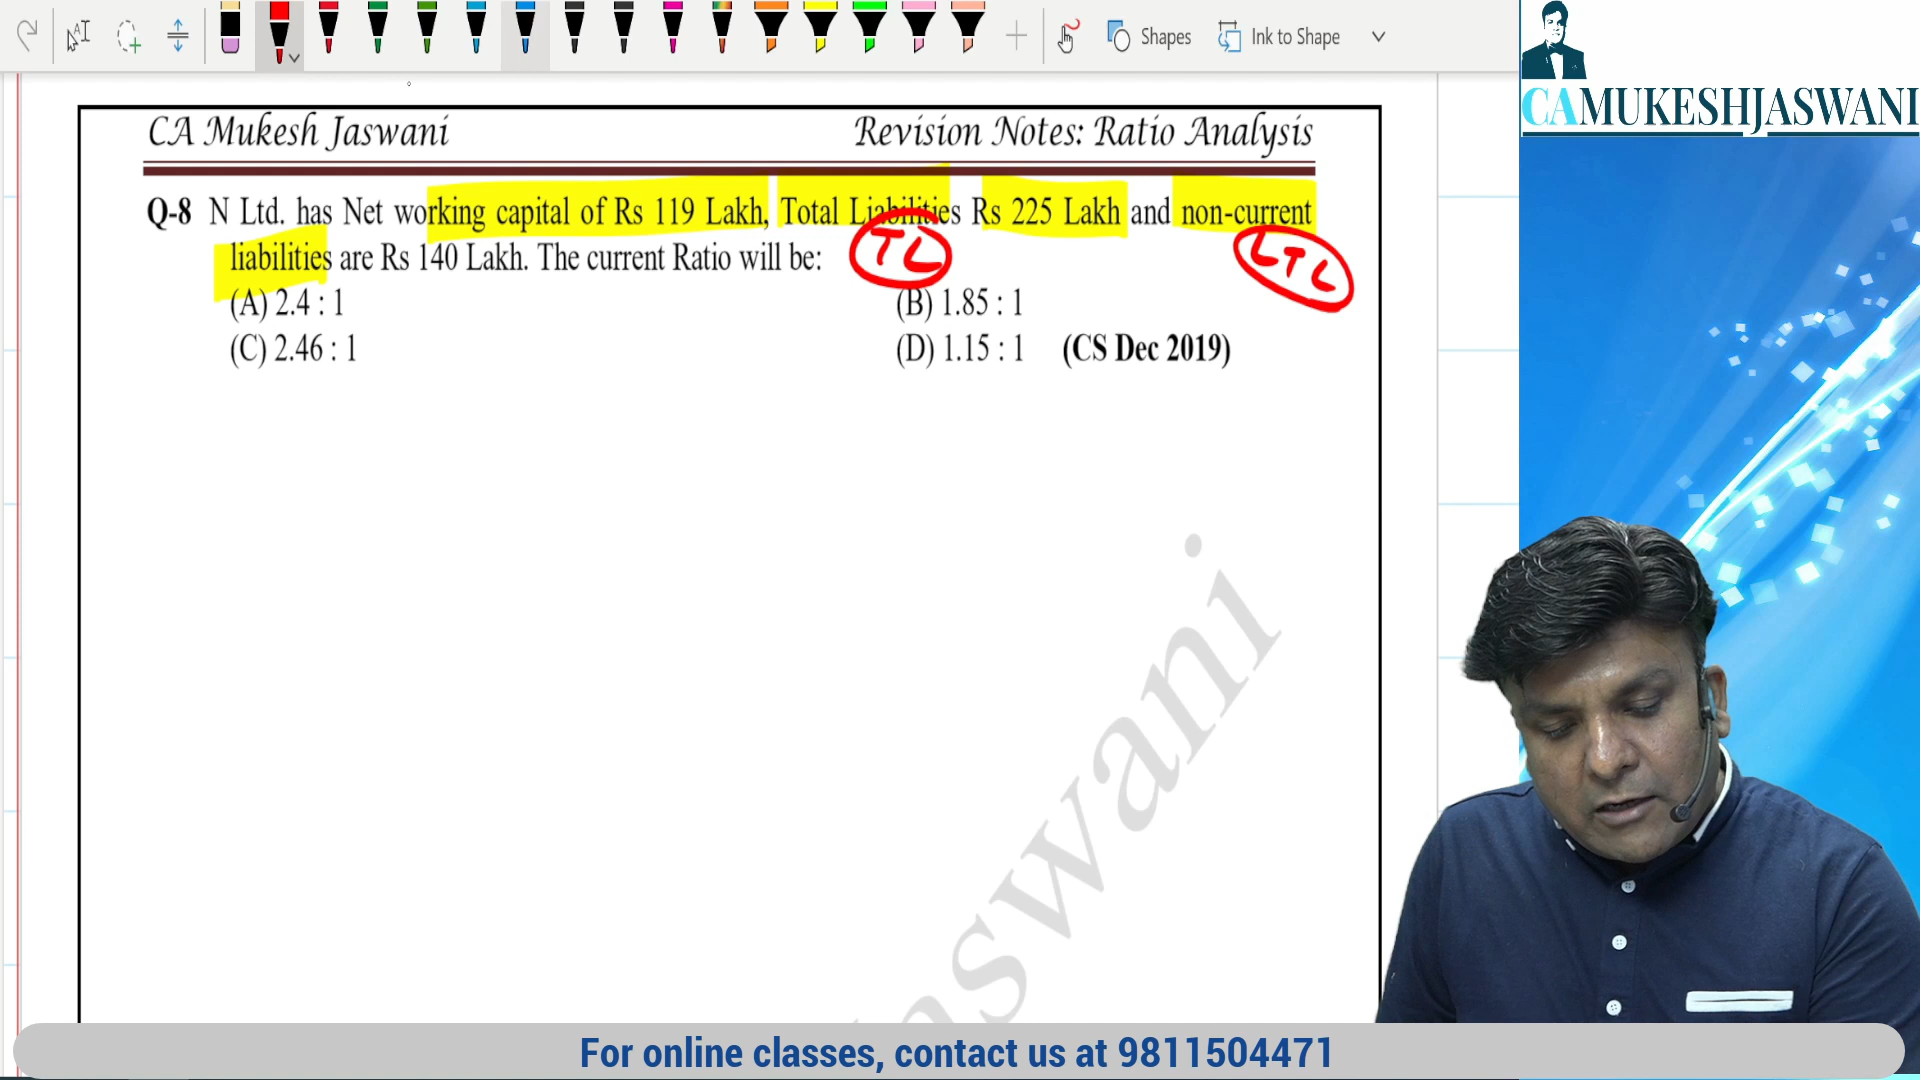 Shapes
Ink to Shape
CAMUKESHJASWANI
CA Mukesh Jaswani
Revision Notes: Ratio Analysis
Q-8 N Ltd. has Net working capital of Rs 119 Lakh, Total Liabilities Rs 225 Lakh and non-current
liabilities are Rs 140 Lakh. The current Ratio will be:
TL
LTL
(A) 2.4 : 1
(B) 1.85 : 1
(C) 2.46 : 1
(D) 1.15 : 1 (CS Dec 2019)
aswani
For online classes, contact us at 9811504471